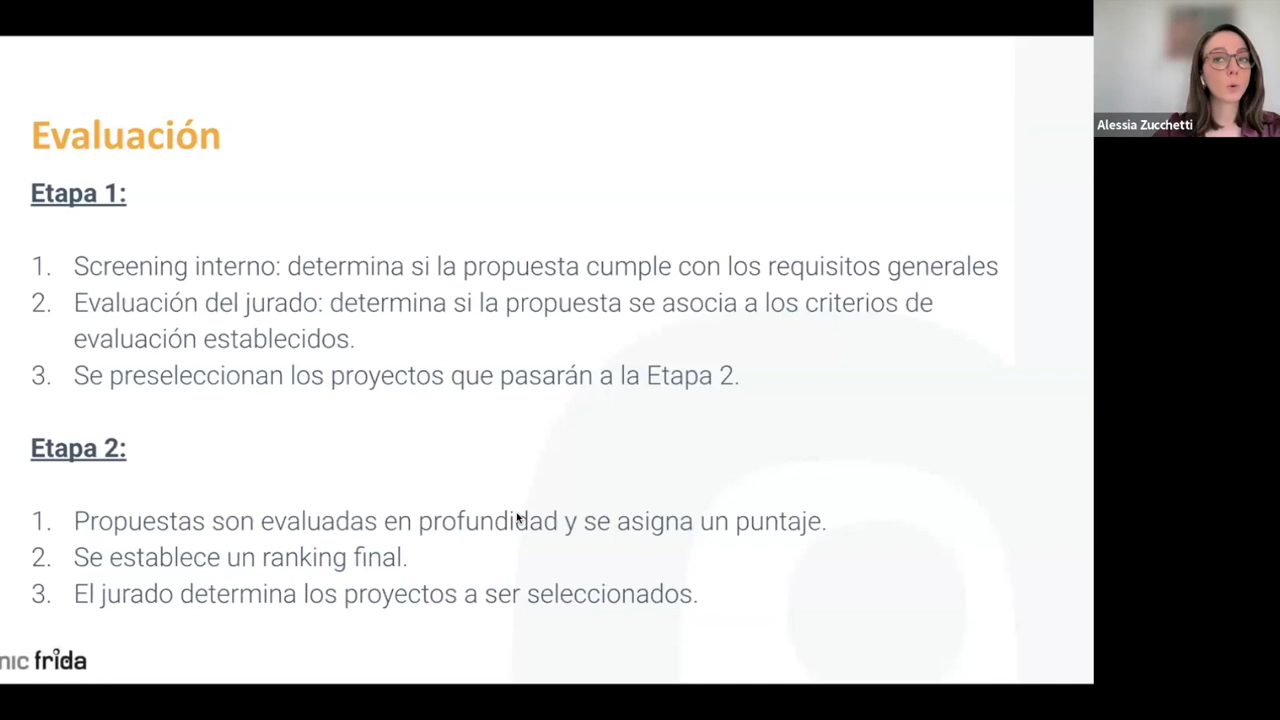 Evaluación
Etapa 1:
1. Screening interno: determina si la propuesta cumple con los requisitos generales
2. Evaluación del jurado: determina si la propuesta se asocia a los criterios de
evaluación establecidos.
3. Se preseleccionan los proyectos que pasarán a la Etapa 2.
Etapa 2:
1. Propuestas son evaluadas en profundidad y se asigna un puntaje.
2. Se establece un ranking final.
3. El jurado determina los proyectos a ser seleccionados.
nic frida
Alessia Zucchetti